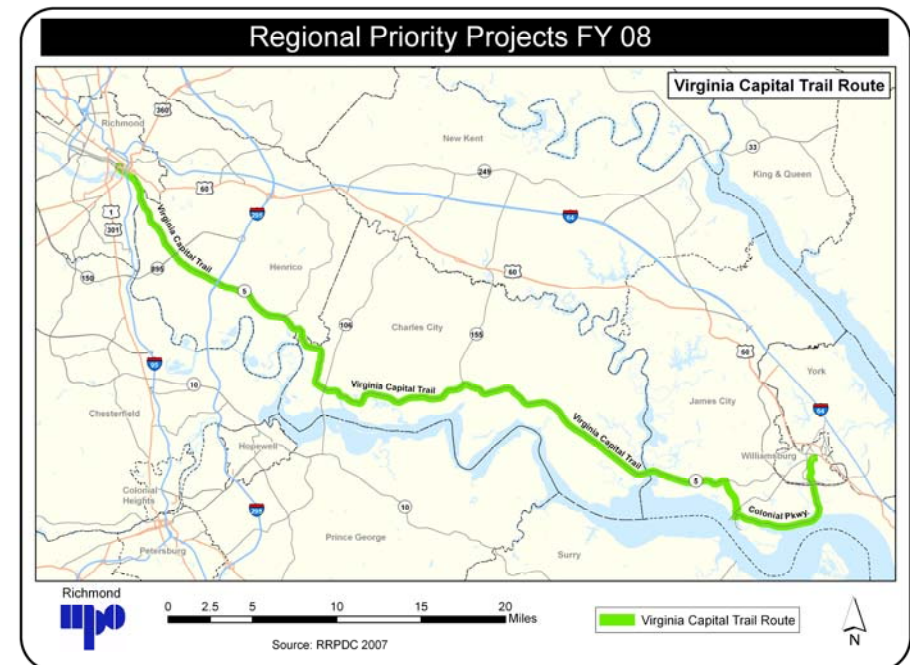 Regional Priority Projects FY 08
Virginia Capital Trail Route
360
Richmond
New Kent
33
249
King & Queen
60
1
301
295
64
Virginia Capital Trail
895
Henrico
60
150
5
106
Charles City
155
60
95
York
10
Virginia Capital Trail
James City
64
Chesterfield
Virginia Capital Trail
Hopewell
Williamsburg
5
Colonial
Heights
295
10
Colonial Pkwy.
Petersburg
Prince George
Surry
Richmond
mpo
0 2.5 5 10 15 20
Miles
Source: RRPDC 2007
Virginia Capital Trail Route
N